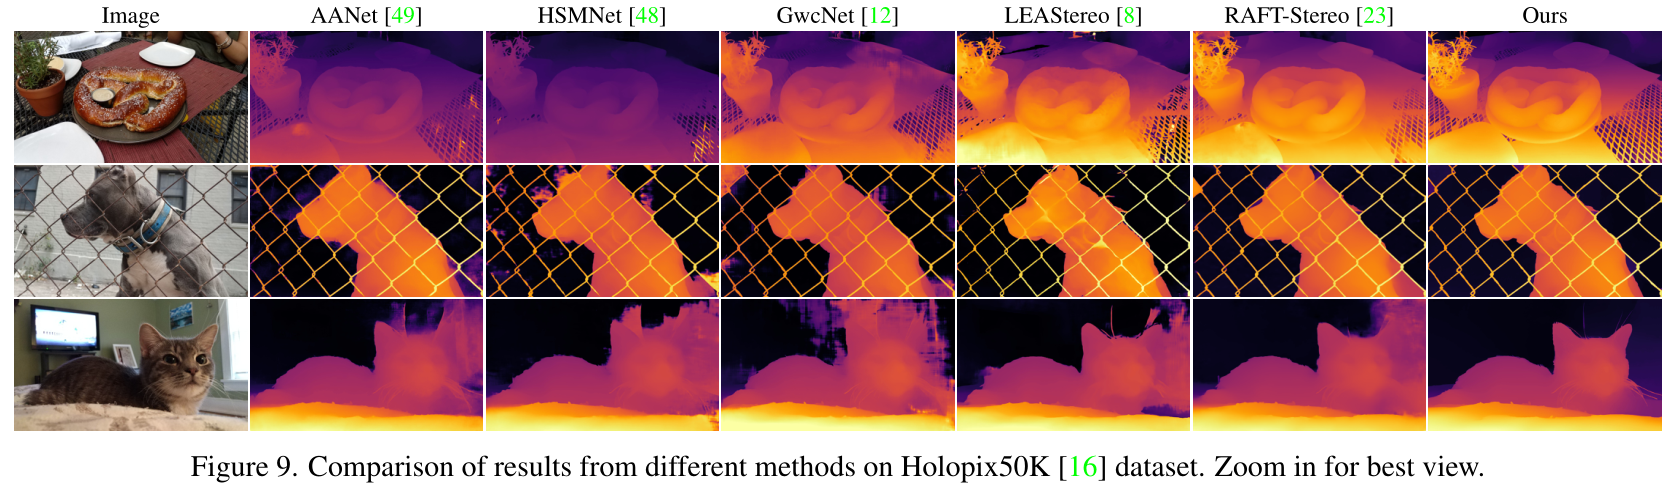 Image AANet [49] HSMNet [48] GwcNet [12] LEAStereo [8] RAFT-Stereo [23] Ours
Figure 9. Comparison of results from different methods on Holopix50K [16] dataset. Zoom in for best view.